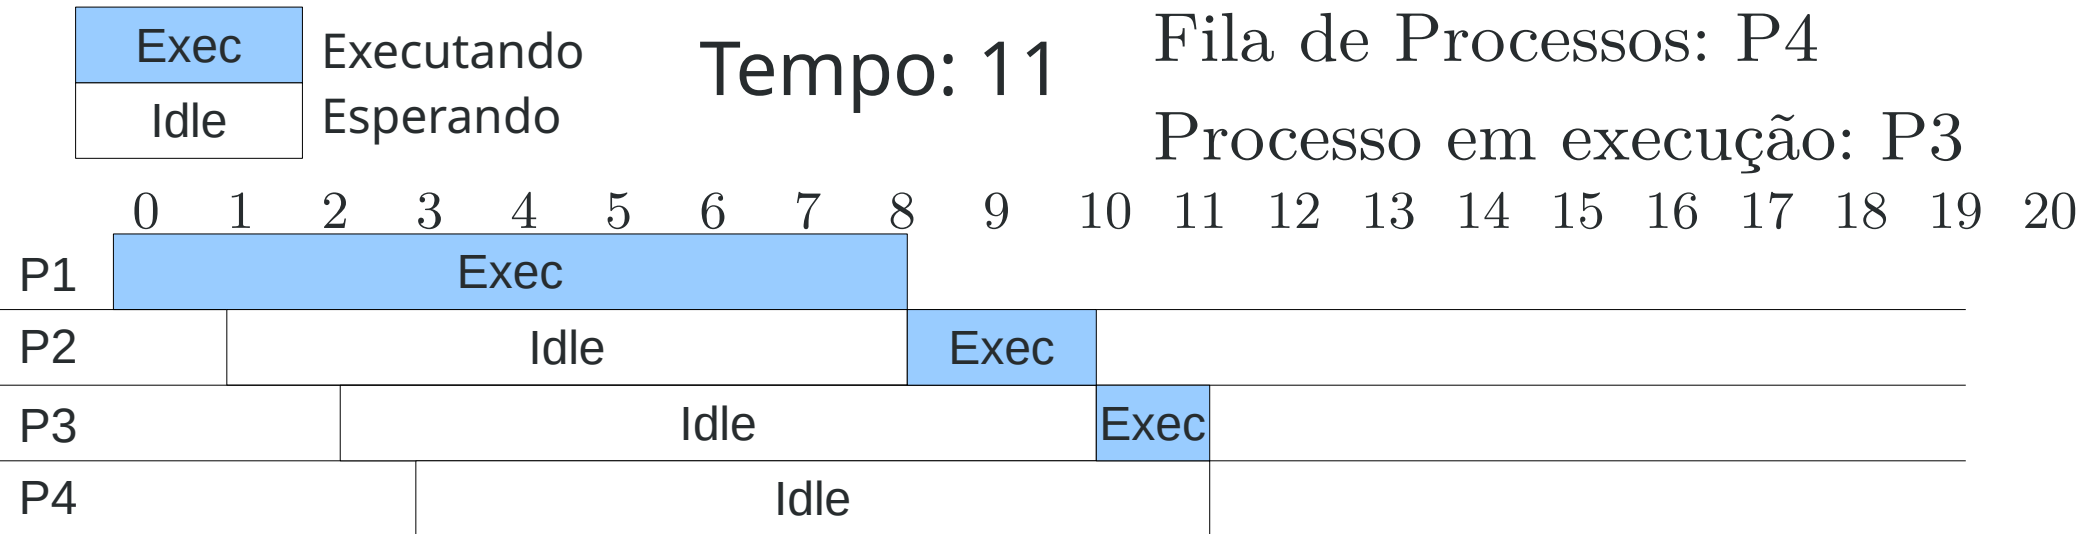 Exec Executando
Idle Esperando
Tempo: 11
Fila de Processos: P4
Processo em execução: P3
0 1 2 3 4 5 6 7 8 9 10 11 12 13 14 15 16 17 18 19 20
P1 Exec
P2 Idle Exec
P3 Idle Exec
P4 Idle